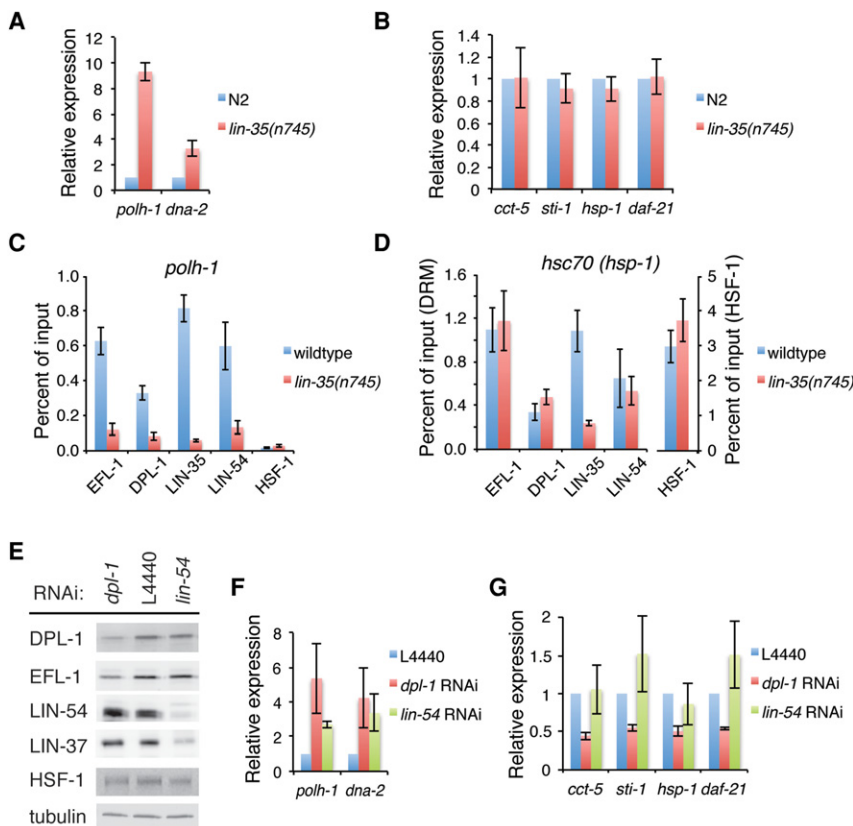 A
Relative expression
12
10
8
6
4
2
0
polh-1 dna-2
N2
lin-35(n745)
B
Relative expression
1.4
1.2
1
0.8
0.6
0.4
0.2
0
cct-5 sti-1 hsp-1 daf-21
N2
lin-35(n745)
C
polh-1
Percent of input
1.0
0.8
0.6
0.4
0.2
0.0
EFL-1 DPL-1 LIN-35 LIN-54 HSF-1
wildtype
lin-35(n745)
D
hsc70 (hsp-1)
Percent of input (DRM)
1.6
1.2
0.8
0.4
0.0
EFL-1 DPL-1 LIN-35 LIN-54 HSF-1
5
4
3
2
1
0
Percent of input (HSF-1)
wildtype
lin-35(n745)
E
RNAi: dpl-1 L4440 lin-54
DPL-1
EFL-1
LIN-54
LIN-37
HSF-1
tubulin
F
Relative expression
8
6
4
2
0
polh-1 dna-2
L4440
dpl-1 RNAi
lin-54 RNAi
G
Relative expression
2
1.5
1
0.5
0
cct-5 sti-1 hsp-1 daf-21
L4440
dpl-1 RNAi
lin-54 RNAi